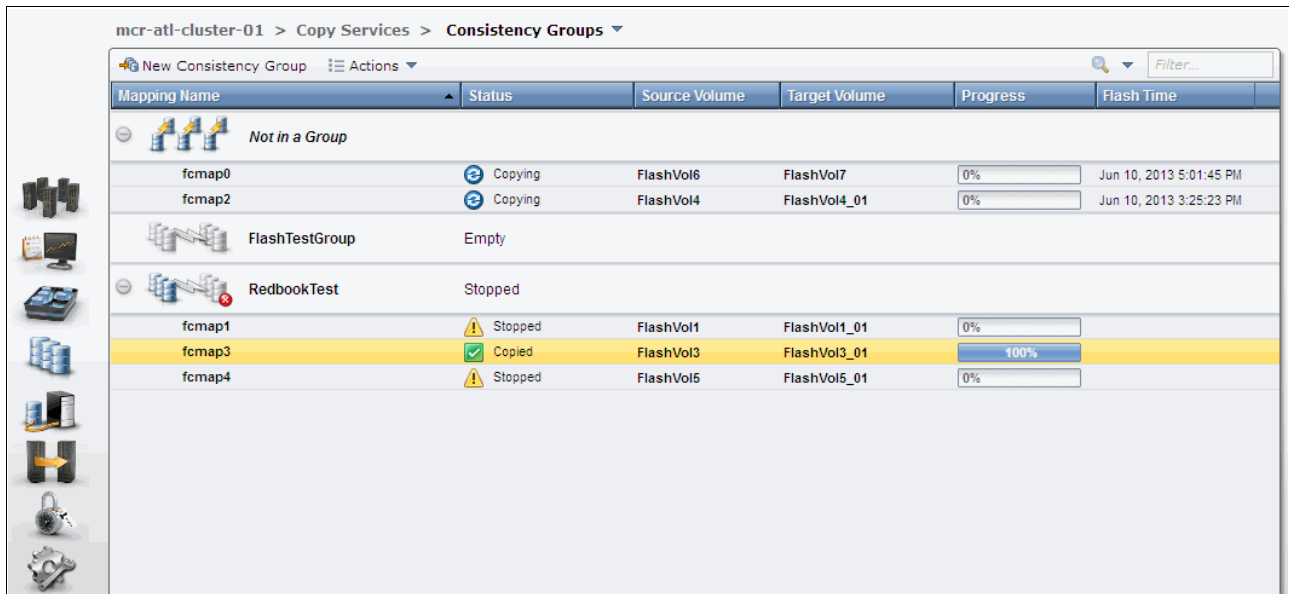 mcr-atl-cluster-01 > Copy Services > Consistency Groups
New Consistency Group Actions Filter...
Mapping Name Status Source Volume Target Volume Progress Flash Time
Not in a Group
fcmap0 Copying FlashVol6 FlashVol7 0% Jun 10, 2013 5:01:45 PM
fcmap2 Copying FlashVol4 FlashVol4_01 0% Jun 10, 2013 3:25:23 PM
FlashTestGroup Empty
RedbookTest Stopped
fcmap1 Stopped FlashVol1 FlashVol1_01 0%
fcmap3 Copied FlashVol3 FlashVol3_01 100%
fcmap4 Stopped FlashVol5 FlashVol5_01 0%